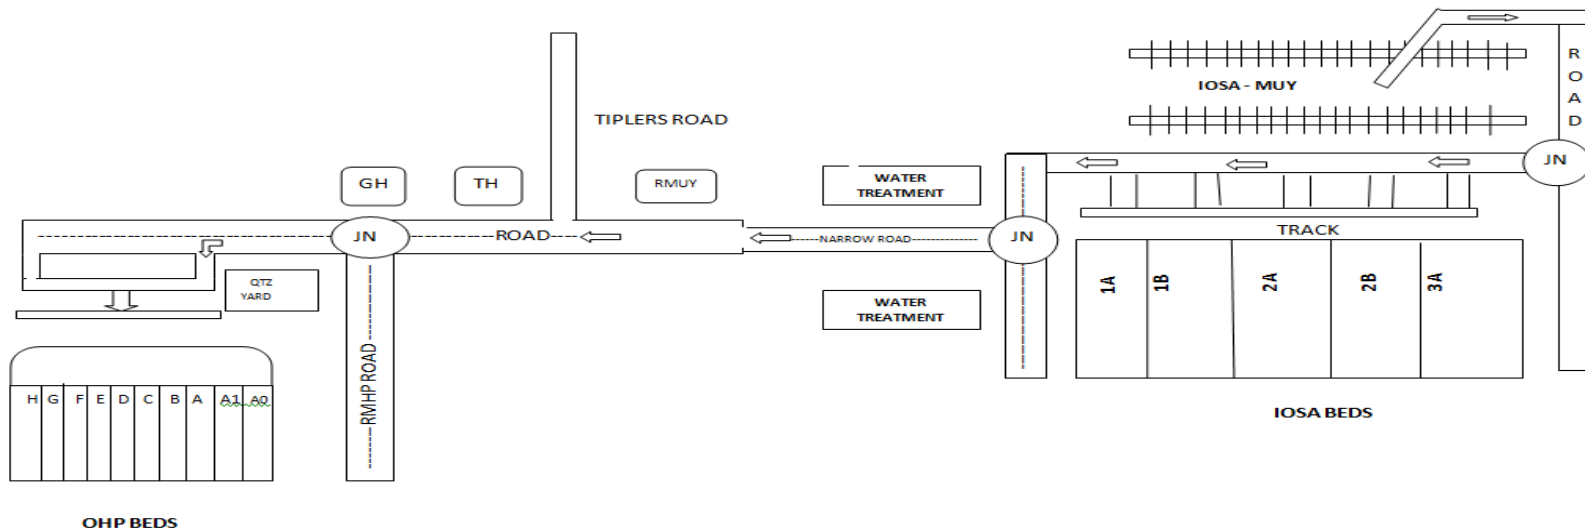 R
O
A
D
IOSA - MUY
TIPLERS ROAD
JN
GH
TH
RMUY
WATER
TREATMENT
JN
ROAD
NARROW ROAD
JN
TRACK
QTZ
YARD
WATER
TREATMENT
1A
1B
2A
2B
3A
RMHP ROAD
H G F E D C B A A1 A0
IOSA BEDS
OHP BEDS